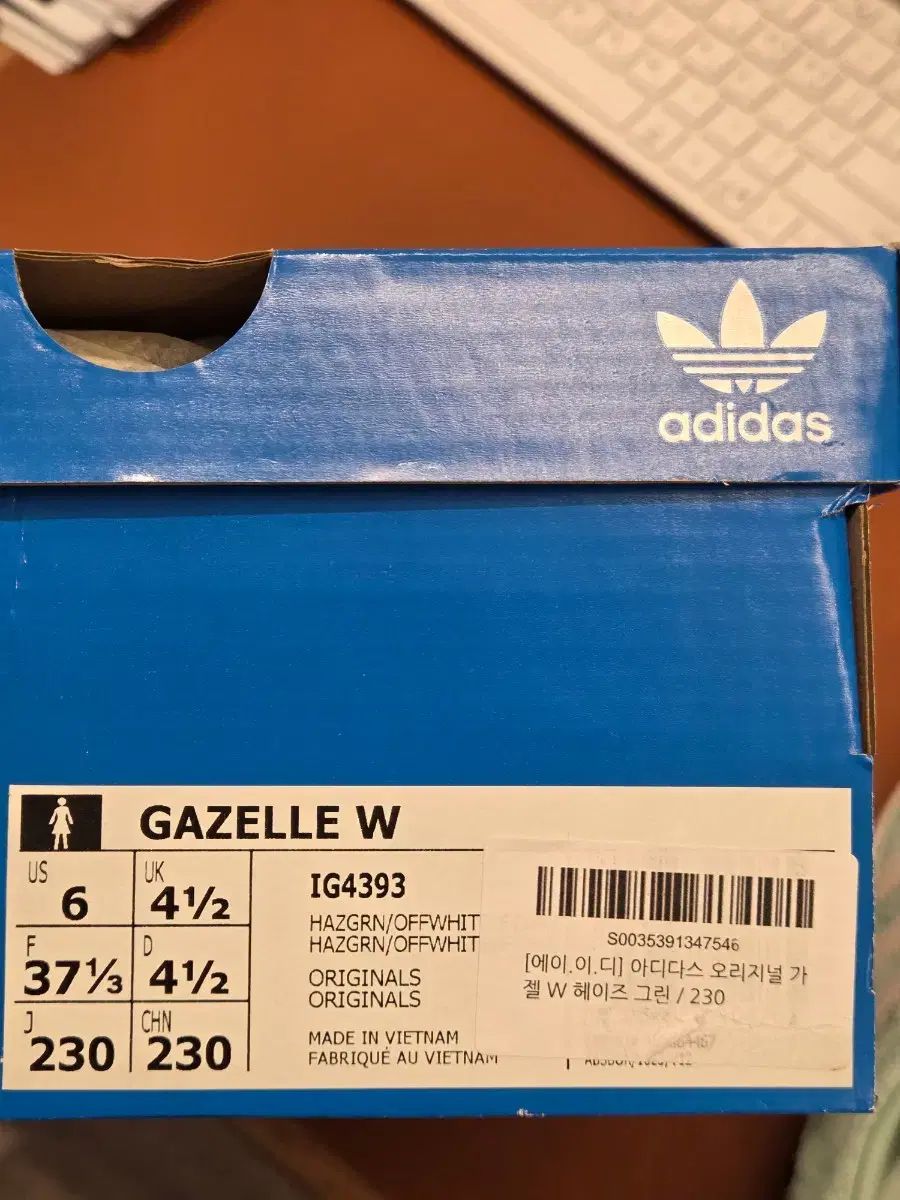 adidas
GAZELLE W
US
6
UK
4½
F
37⅓
D
4½
J
230
CHN
230
IG4393
HAZGRN/OFFWHIT
HAZGRN/OFFWHIT
ORIGINALS
ORIGINALS
MADE IN VIETNAM
FABRIQUÉ AU VIETNAM
S0035391347546
[에이.이.디] 아디다스 오리지널 가
젤 W 헤이즈 그린 / 230